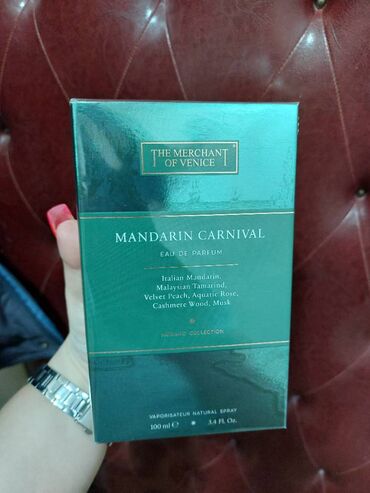 THE MERCHANT
OF VENICE
MANDARIN CARNIVAL
EAU DE PARFUM
Italian Mandarin,
Malaysian Tamarind,
Velvet Peach, Aquatic Rose,
Cashmere Wood, Musk
COLLECTION
VAPORISATEUR NATURAL SPRAY
100 ml ℮ 3.4 Fl. Oz.